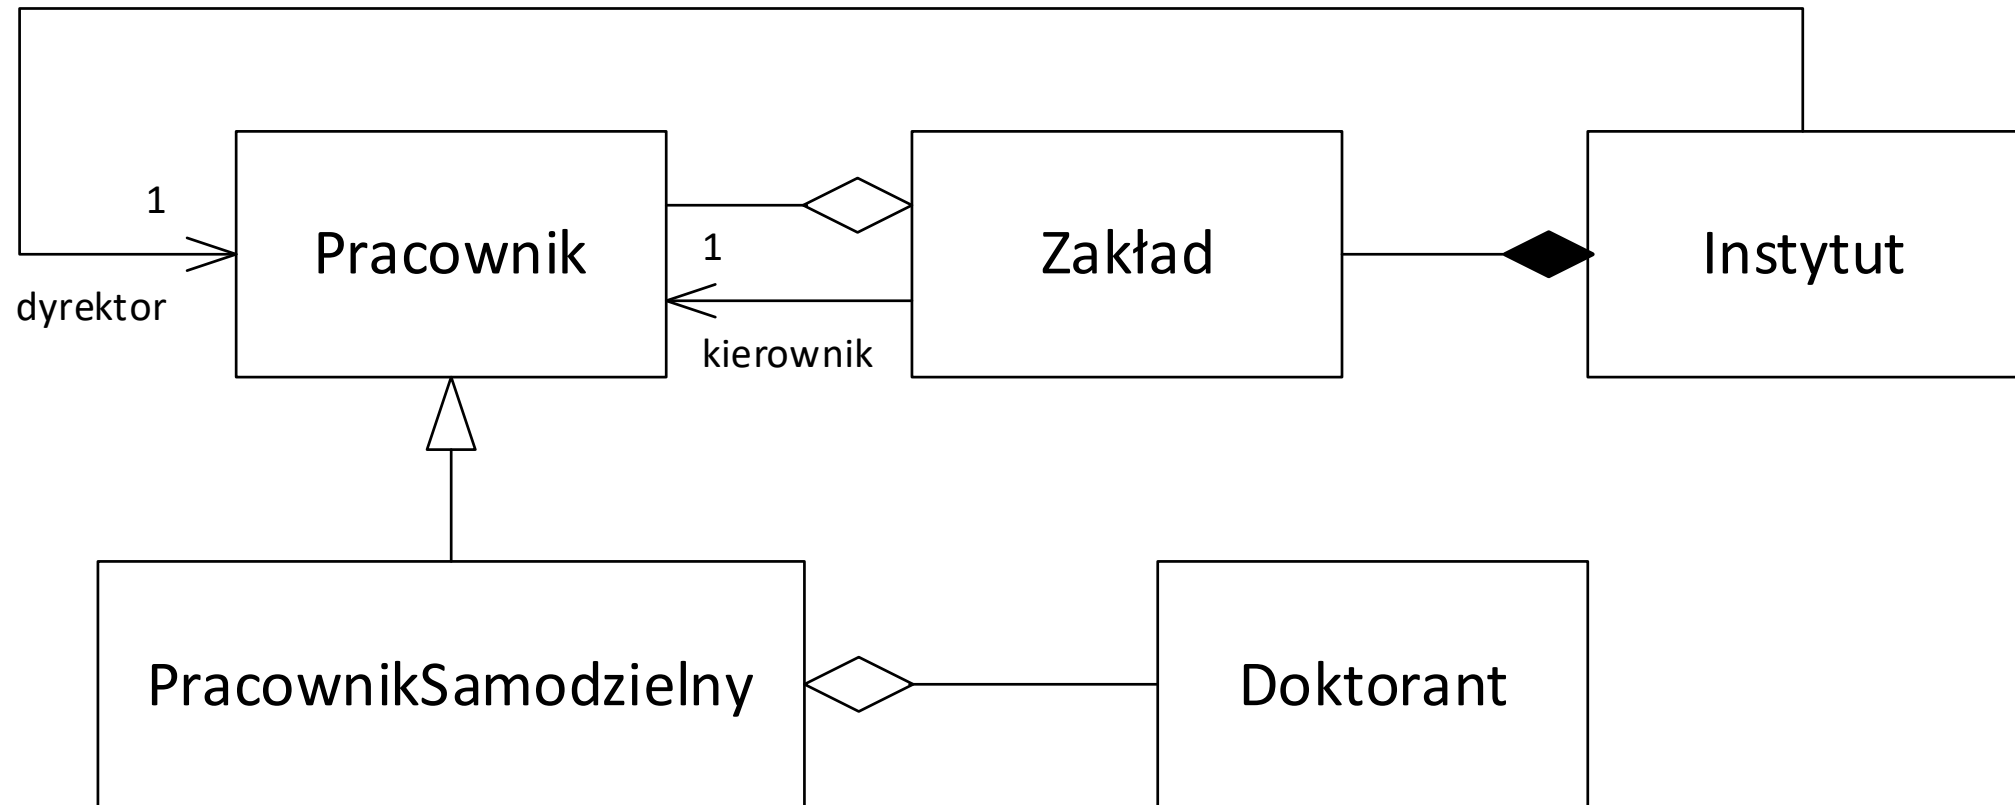 1
Pracownik
1
Zakład
Instytut
dyrektor
kierownik
PracownikSamodzielny
Doktorant